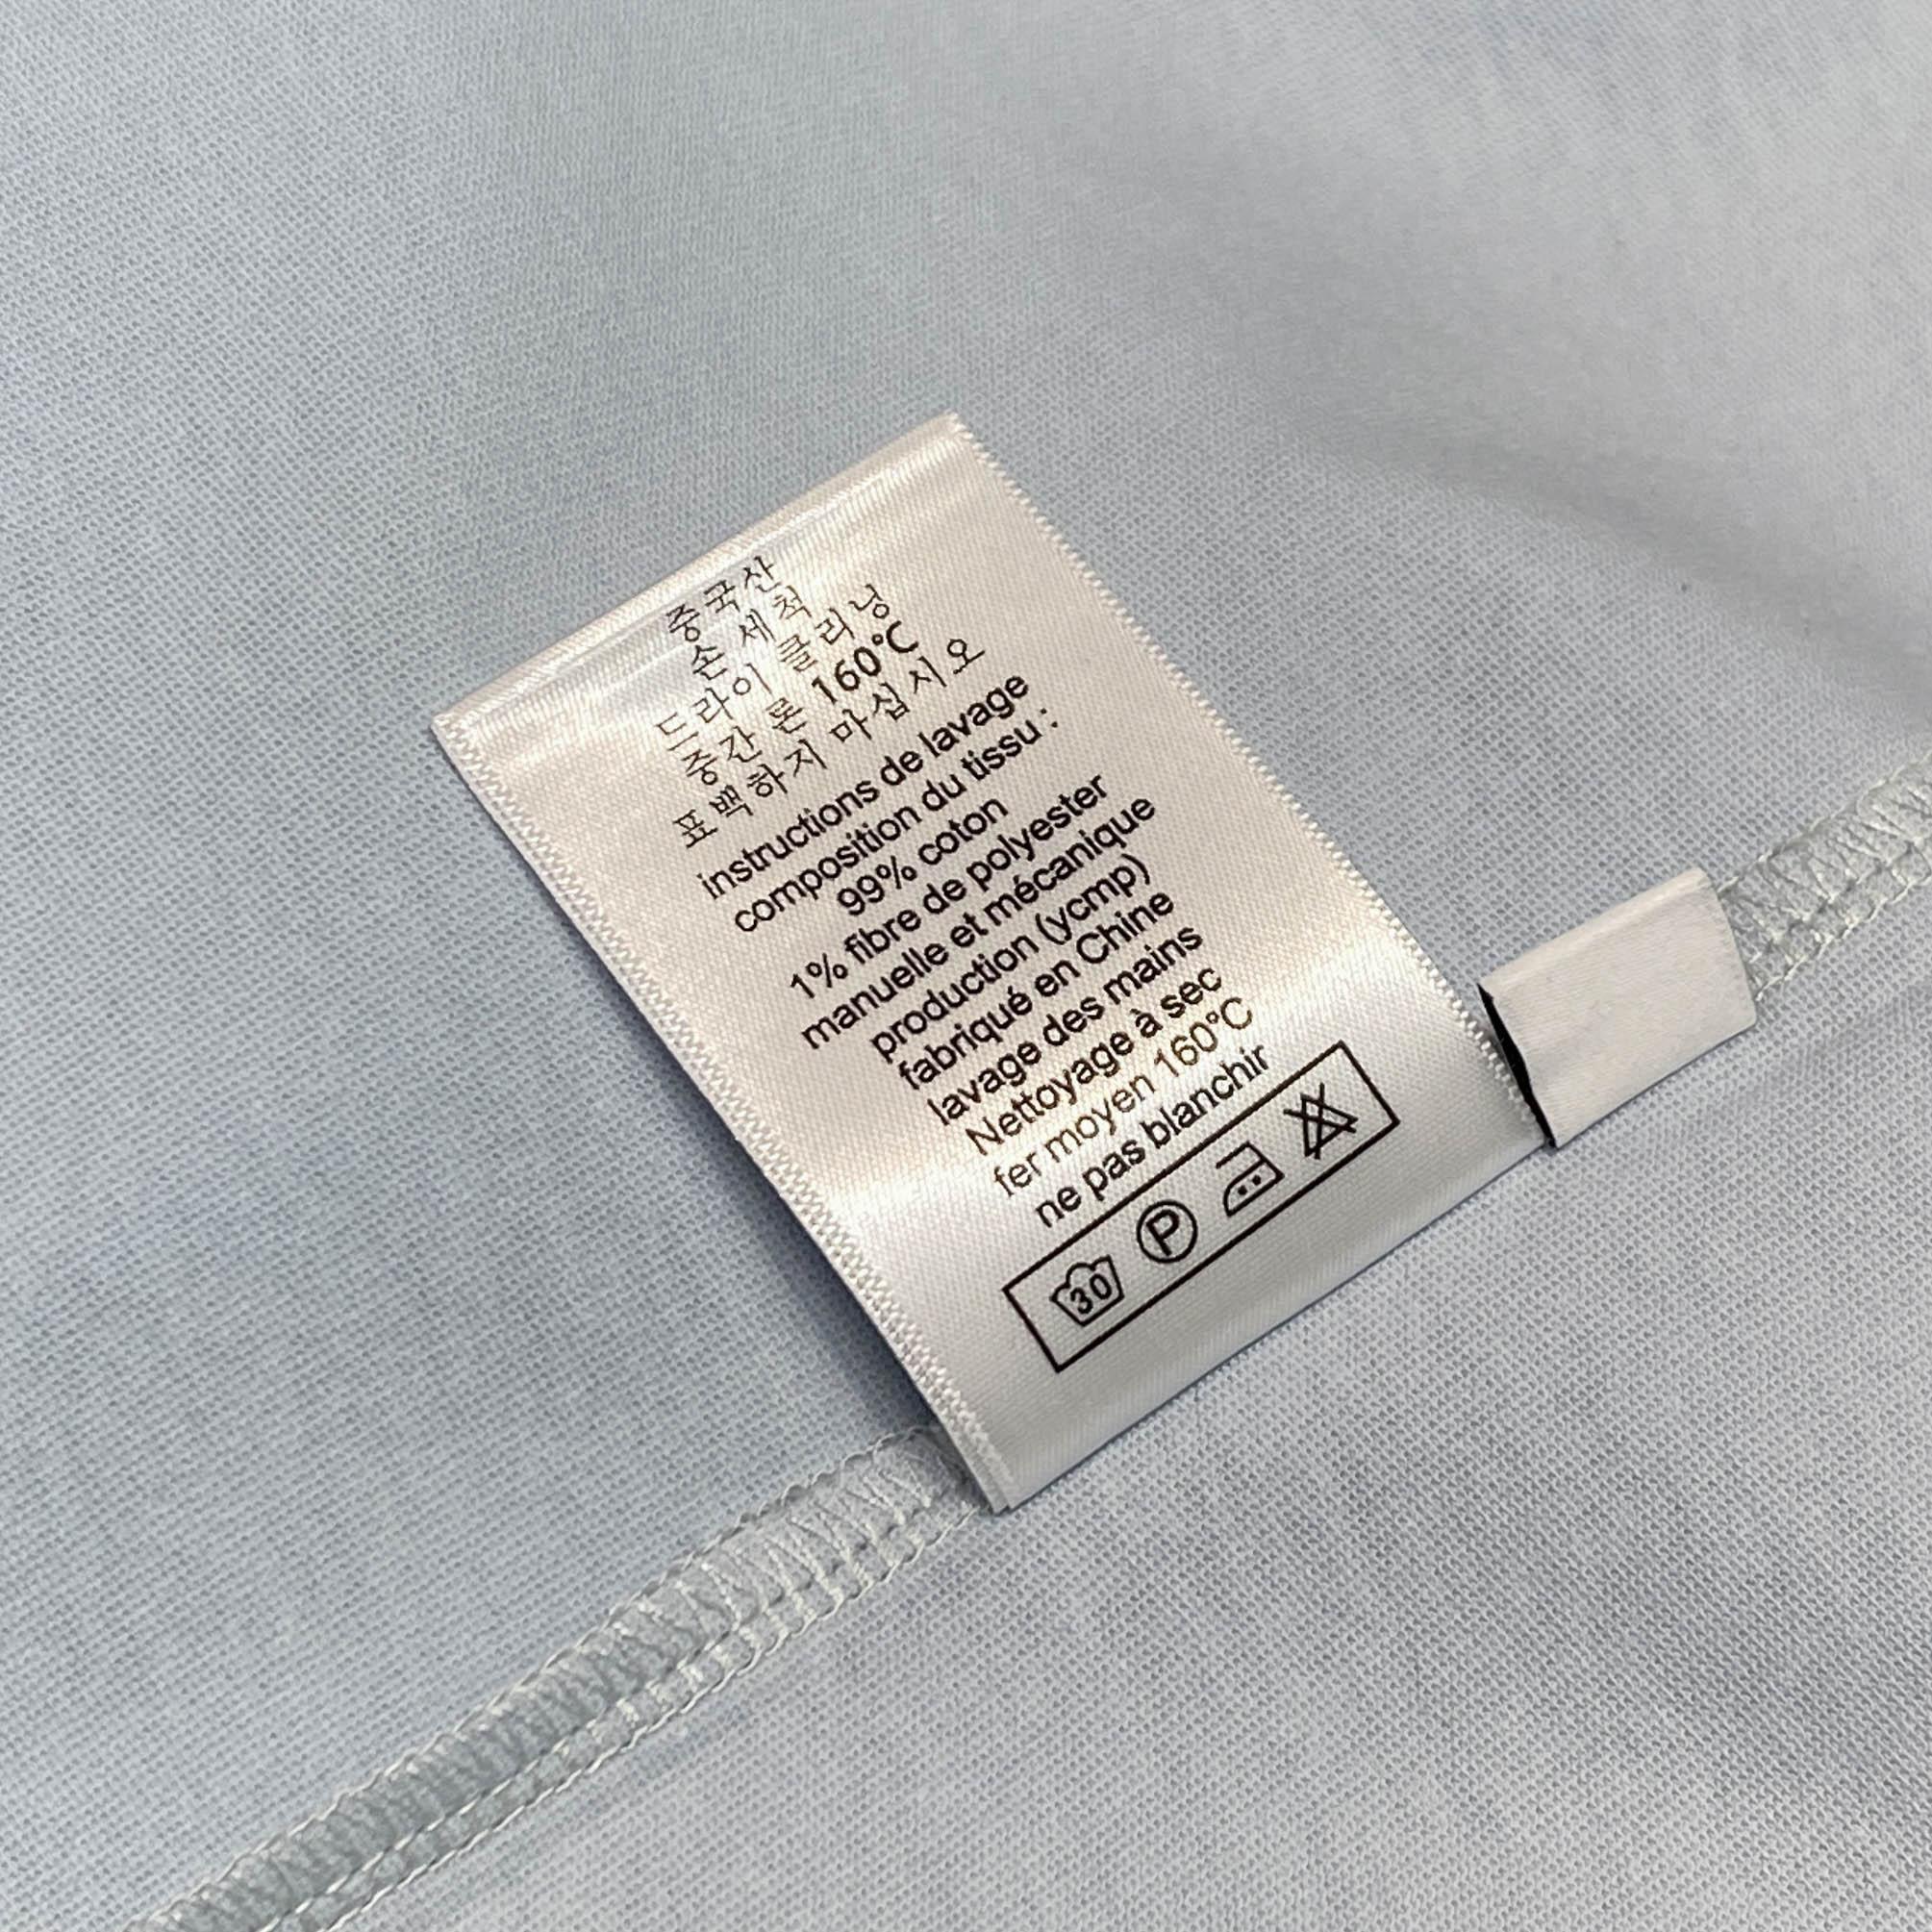 중국산
손 세척
드라이 클리닝
중간 론 160°C
표백하지 마십시오
instructions de lavage
composition du tissu :
99% coton
1% fibre de polyester
manuelle et mécanique
production (ycmp)
fabriqué en Chine
lavage des mains
Nettoyage à sec
fer moyen 160°C
ne pas blanchir
30 P